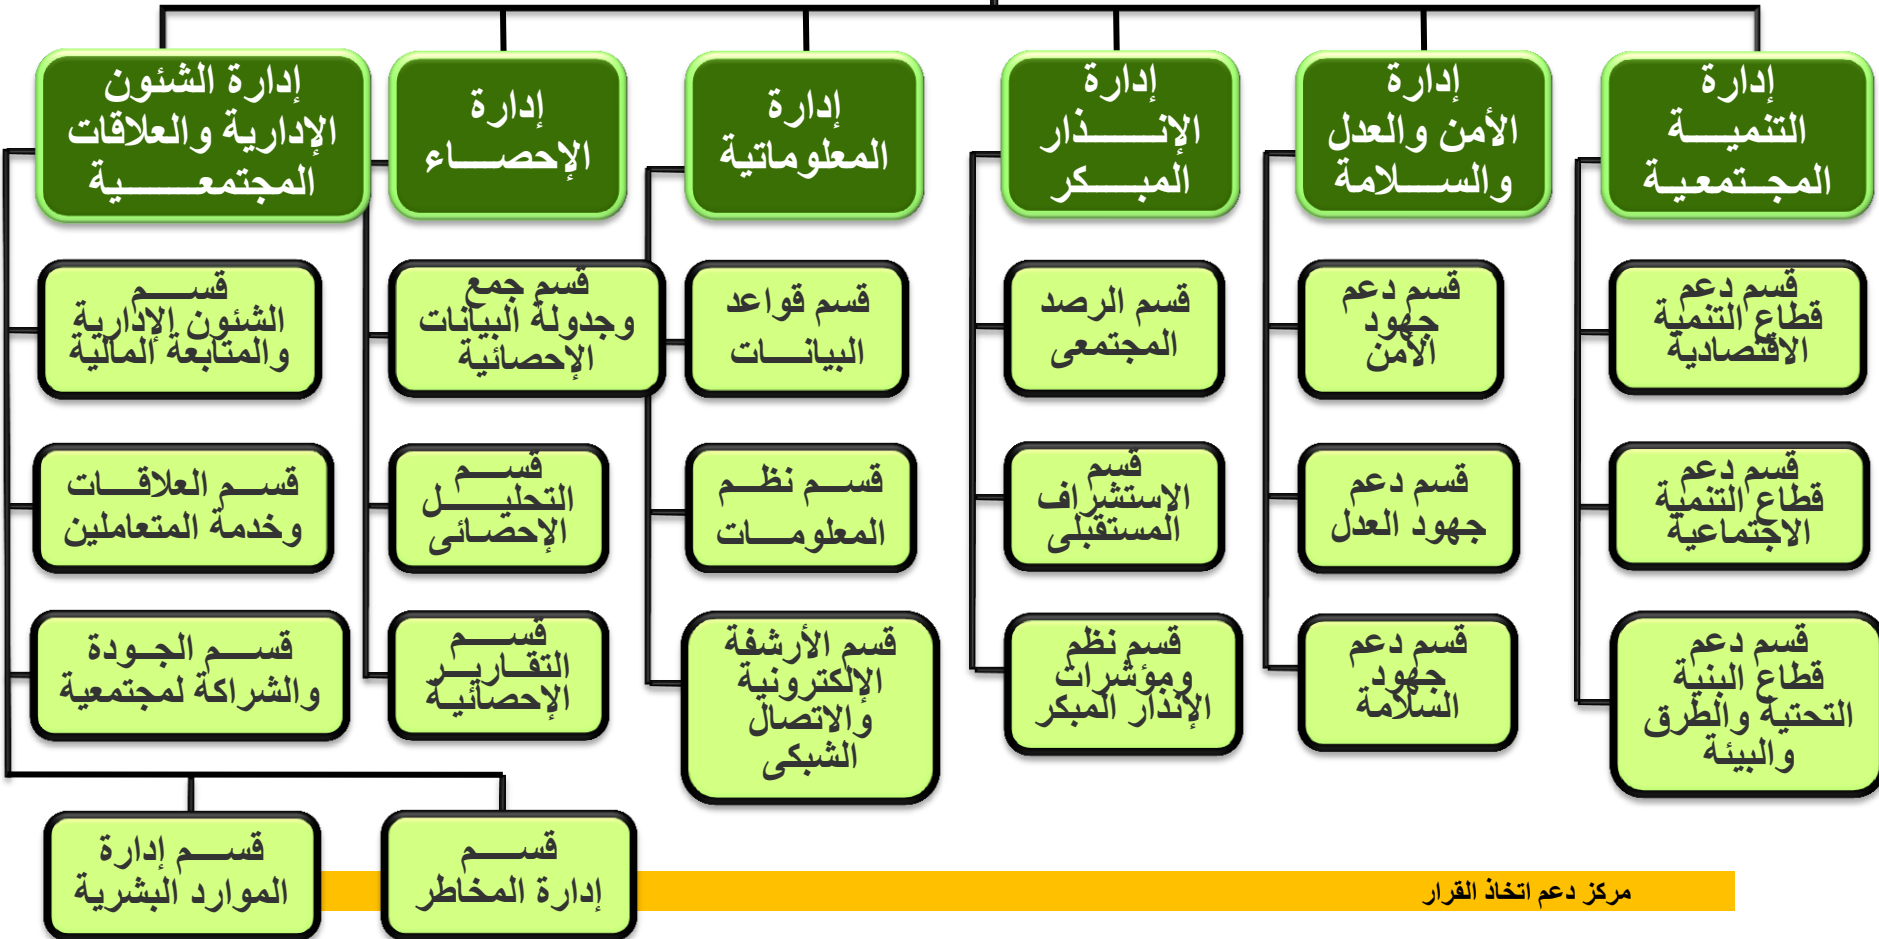 إدارة
التنمية
المجتمعية
إدارة
الأمن والعدل
والسلامة
إدارة
الإنذار
المبكر
إدارة
المعلوماتية
إدارة
الإحصاء
إدارة الشئون
الإدارية والعلاقات
المجتمعية
قسم دعم
قطاع التنمية
الاقتصادية
قسم دعم
جهود
الأمن
قسم الرصد
المجتمعى
قسم قواعد
البيانات
قسم جمع
وجدولة البيانات
الإحصائية
قسم
الشئون الإدارية
والمتابعة المالية
قسم دعم
قطاع التنمية
الاجتماعية
قسم دعم
جهود العدل
قسم
الاستشراف
المستقبلى
قسم نظم
المعلومات
قسم
التحليل
الإحصائى
قسم العلاقات
وخدمة المتعاملين
قسم دعم
قطاع البنية
التحتية والطرق
والبيئة
قسم دعم
جهود
السلامة
قسم نظم
ومؤشرات
الإنذار المبكر
قسم الأرشفة
الإلكترونية
والاتصال
الشبكى
قسم
التقارير
الإحصائية
قسم الجودة
والشراكة لمجتمعية
قسم
إدارة المخاطر
قسم إدارة
الموارد البشرية
مركز دعم اتخاذ القرار